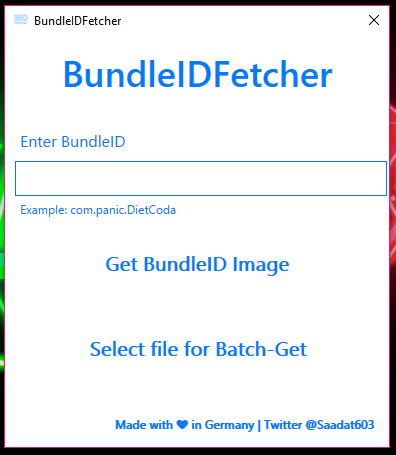 BundleIDFetcher
BundleIDFetcher
Enter BundleID
Example: com.panic.DietCoda
Get BundleID Image
Select file for Batch-Get
Made with ❤ in Germany | Twitter @Saadat603